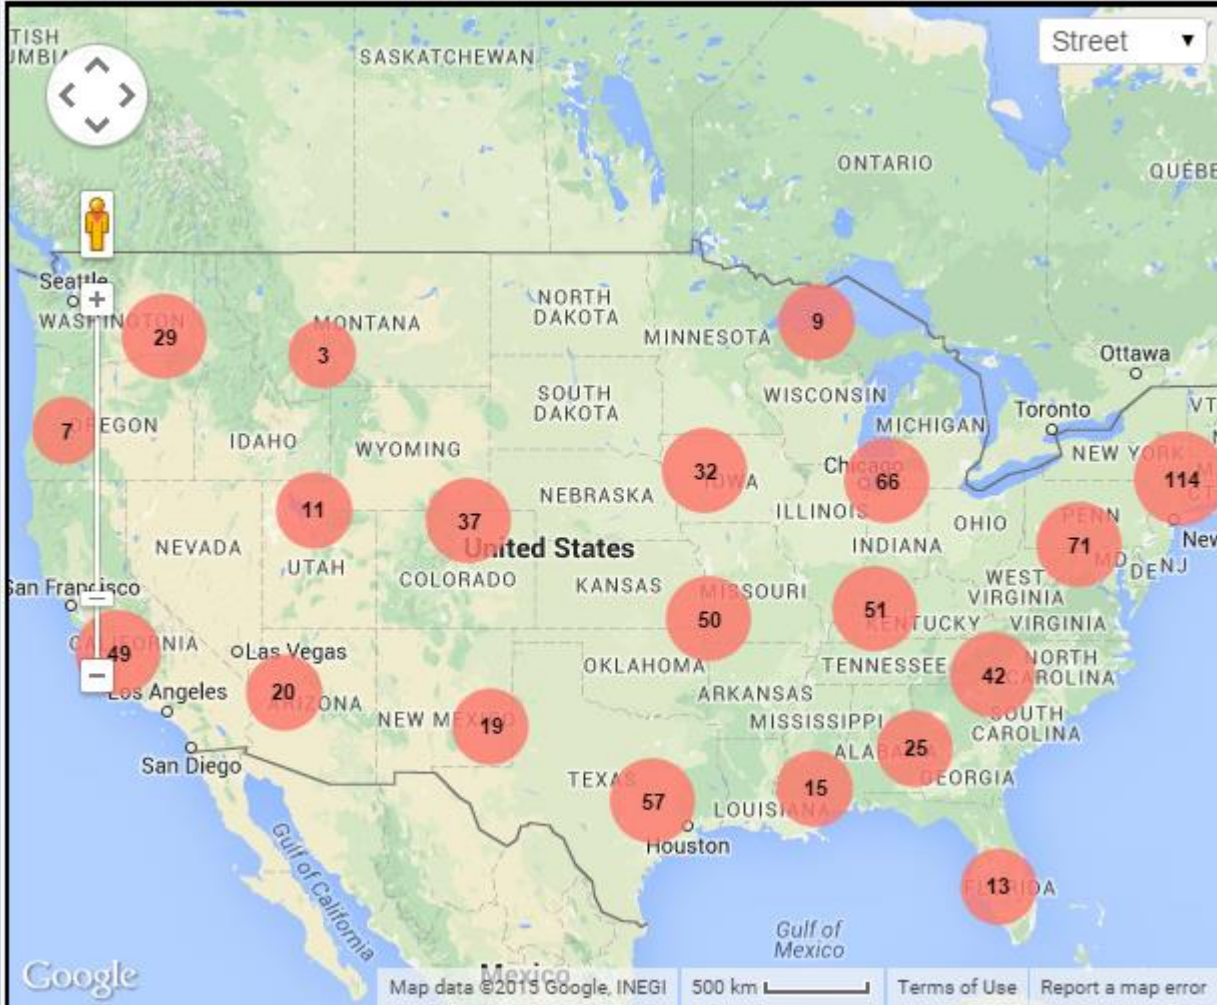 TISH
UMBIA
SASKATCHEWAN
Street
ONTARIO
QUÉBE
Seattle
WASHINGTON
29
MONTANA
3
NORTH
DAKOTA
MINNESOTA
9
Ottawa
OREGON
7
IDAHO
WYOMING
SOUTH
DAKOTA
WISCONSIN
MICHIGAN
Toronto
VT
NEW YORK
114
CT
11
37
NEBRASKA
32
IOWA
Chicago
66
ILLINOIS
OHIO
PENN
71
New
NEVADA
UTAH
COLORADO
United States
KANSAS
MISSOURI
50
INDIANA
WEST
VIRGINIA
MD
DE
NJ
San Francisco
CALIFORNIA
49
Las Vegas
OKLAHOMA
51
KENTUCKY
VIRGINIA
TENNESSEE
42
NORTH
CAROLINA
Los Angeles
20
ARIZONA
NEW MEXICO
19
ARKANSAS
MISSISSIPPI
SOUTH
CAROLINA
San Diego
ALABAMA
25
GEORGIA
TEXAS
57
LOUISIANA
15
Houston
Gulf of California
FLORIDA
13
Gulf of
Mexico
Mexico
Google
Map data ©2015 Google, INEGI
500 km
Terms of Use
Report a map error